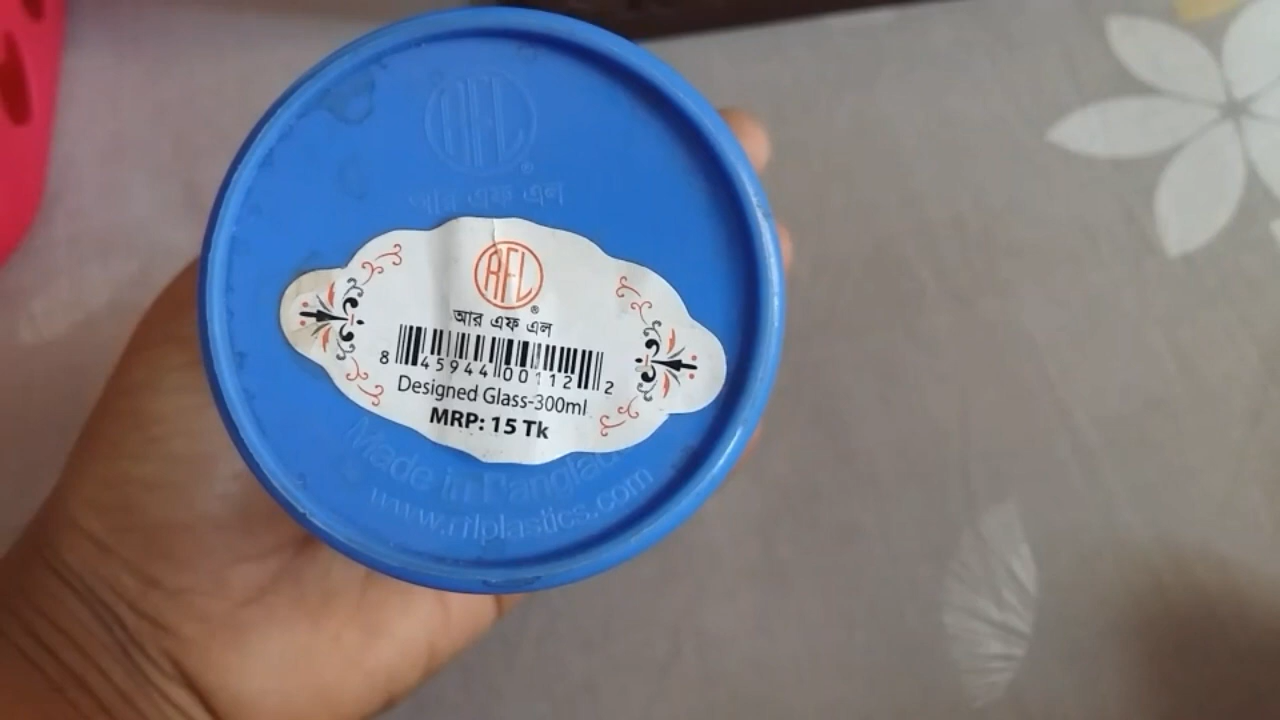 RFL
®
আর এফ এল
RFL
®
আর এফ এল
8 45944 00112 2
Designed Glass-300ml
MRP: 15 Tk
Made in
www.rflplastics.com